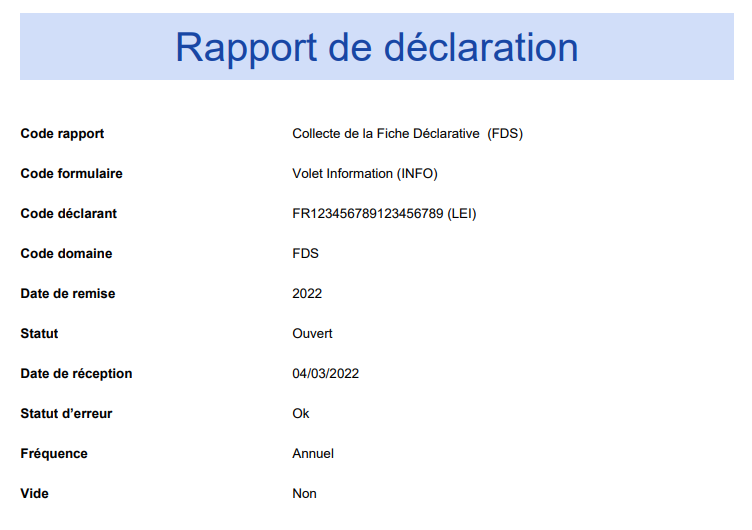 Rapport de déclaration
Code rapport Collecte de la Fiche Déclarative (FDS)
Code formulaire Volet Information (INFO)
Code déclarant FR123456789123456789 (LEI)
Code domaine FDS
Date de remise 2022
Statut Ouvert
Date de réception 04/03/2022
Statut d’erreur Ok
Fréquence Annuel
Vide Non